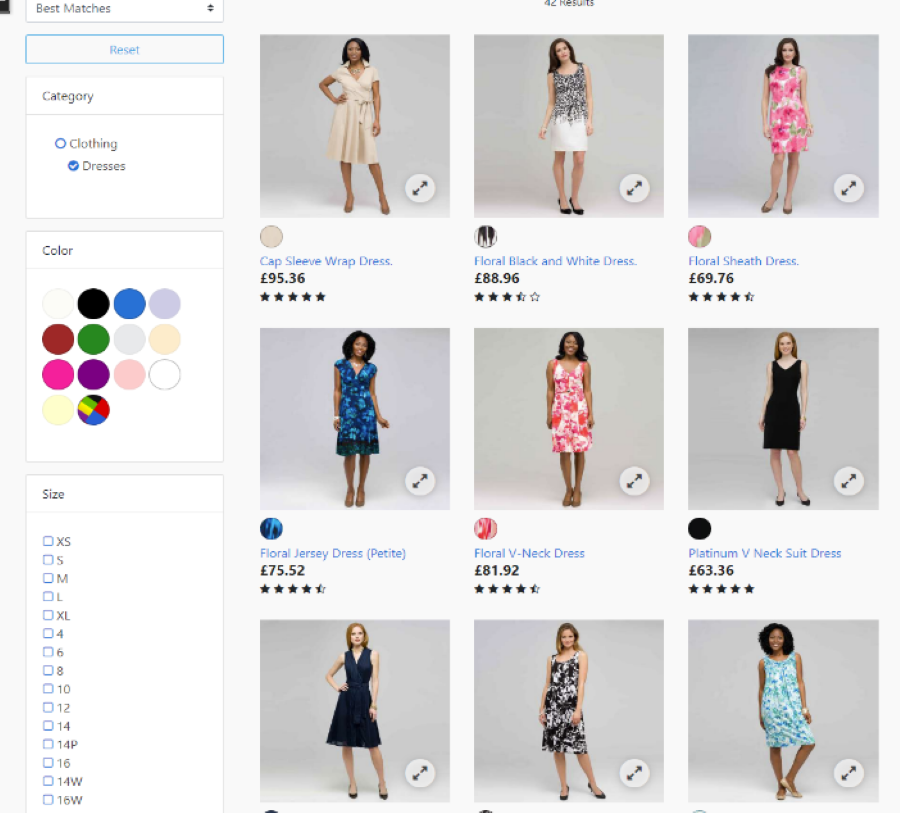 Best Matches
42 Results
Reset
Category
Clothing
Dresses
Color
Size
XS
S
M
L
XL
4
6
8
10
12
14
14P
16
14W
16W
Cap Sleeve Wrap Dress.
£95.36
Floral Black and White Dress.
£88.96
Floral Sheath Dress.
£69.76
Floral Jersey Dress (Petite)
£75.52
Floral V-Neck Dress
£81.92
Platinum V Neck Suit Dress
£63.36